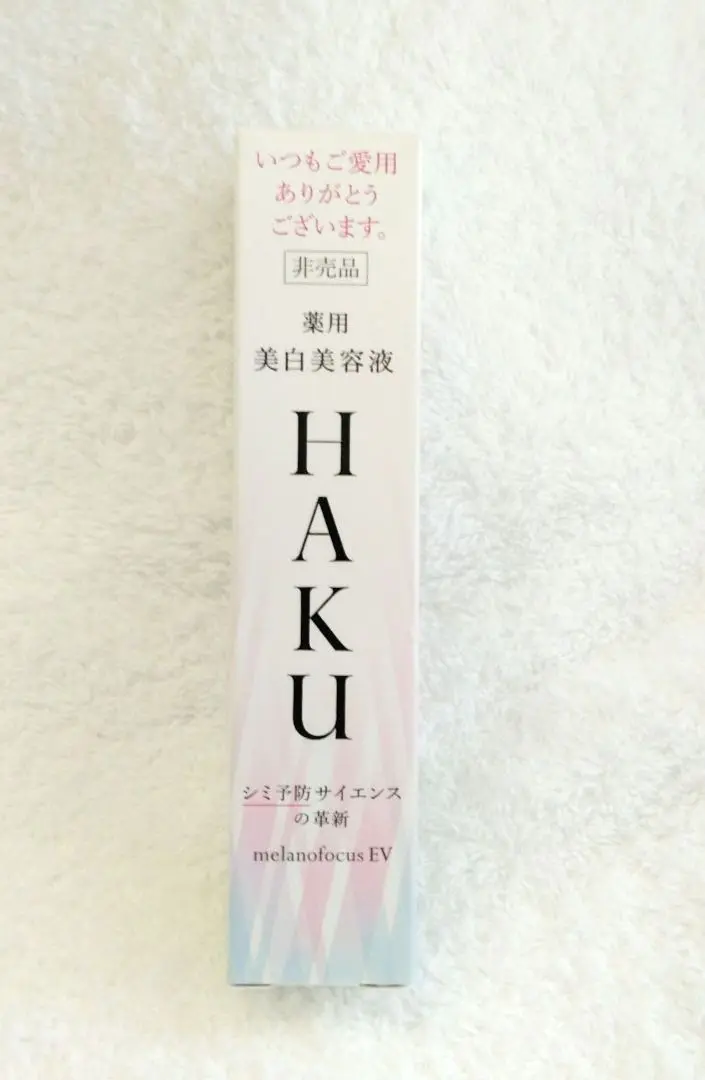 いつもご愛用
ありがとう
ございます。
非売品
薬用
美白美容液
HAKU
シミ予防サイエンス
の革新
melanofocus EV